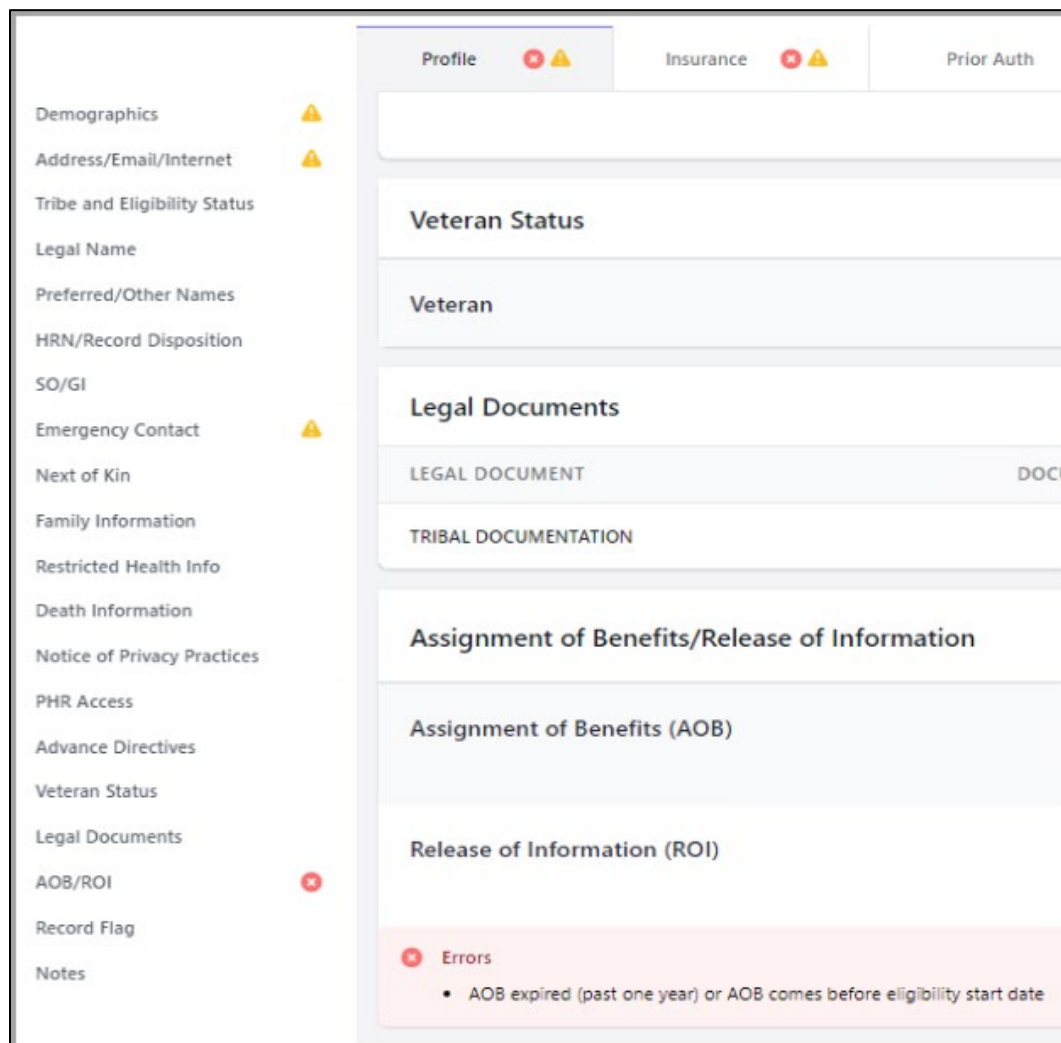 Profile
Insurance
Prior Auth
Demographics
Address/Email/Internet
Tribe and Eligibility Status
Legal Name
Preferred/Other Names
HRN/Record Disposition
SO/GI
Emergency Contact
Next of Kin
Family Information
Restricted Health Info
Death Information
Notice of Privacy Practices
PHR Access
Advance Directives
Veteran Status
Legal Documents
AOB/ROI
Record Flag
Notes
Veteran Status
Veteran
Legal Documents
LEGAL DOCUMENT DOCU
TRIBAL DOCUMENTATION
Assignment of Benefits/Release of Information
Assignment of Benefits (AOB)
Release of Information (ROI)
Errors
• AOB expired (past one year) or AOB comes before eligibility start date